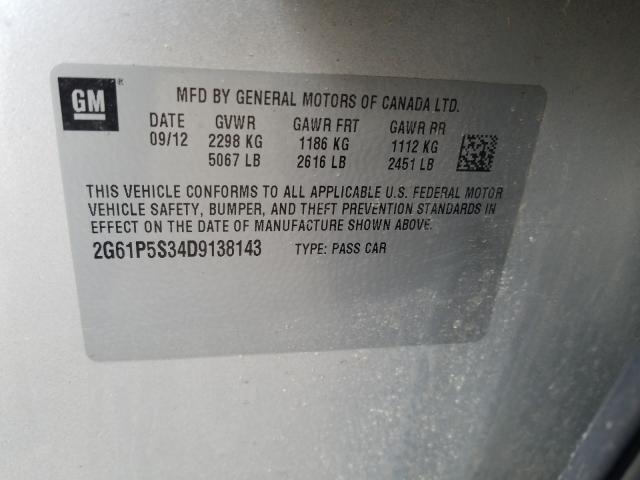 GM ®
MFD BY GENERAL MOTORS OF CANADA LTD.
DATE GVWR GAWR FRT GAWR RR
09/12 2298 KG 1186 KG 1112 KG
5067 LB 2616 LB 2451 LB
THIS VEHICLE CONFORMS TO ALL APPLICABLE U.S. FEDERAL MOTOR
VEHICLE SAFETY, BUMPER, AND THEFT PREVENTION STANDARDS IN
EFFECT ON THE DATE OF MANUFACTURE SHOWN ABOVE.
2G61P5S34D9138143 TYPE: PASS CAR